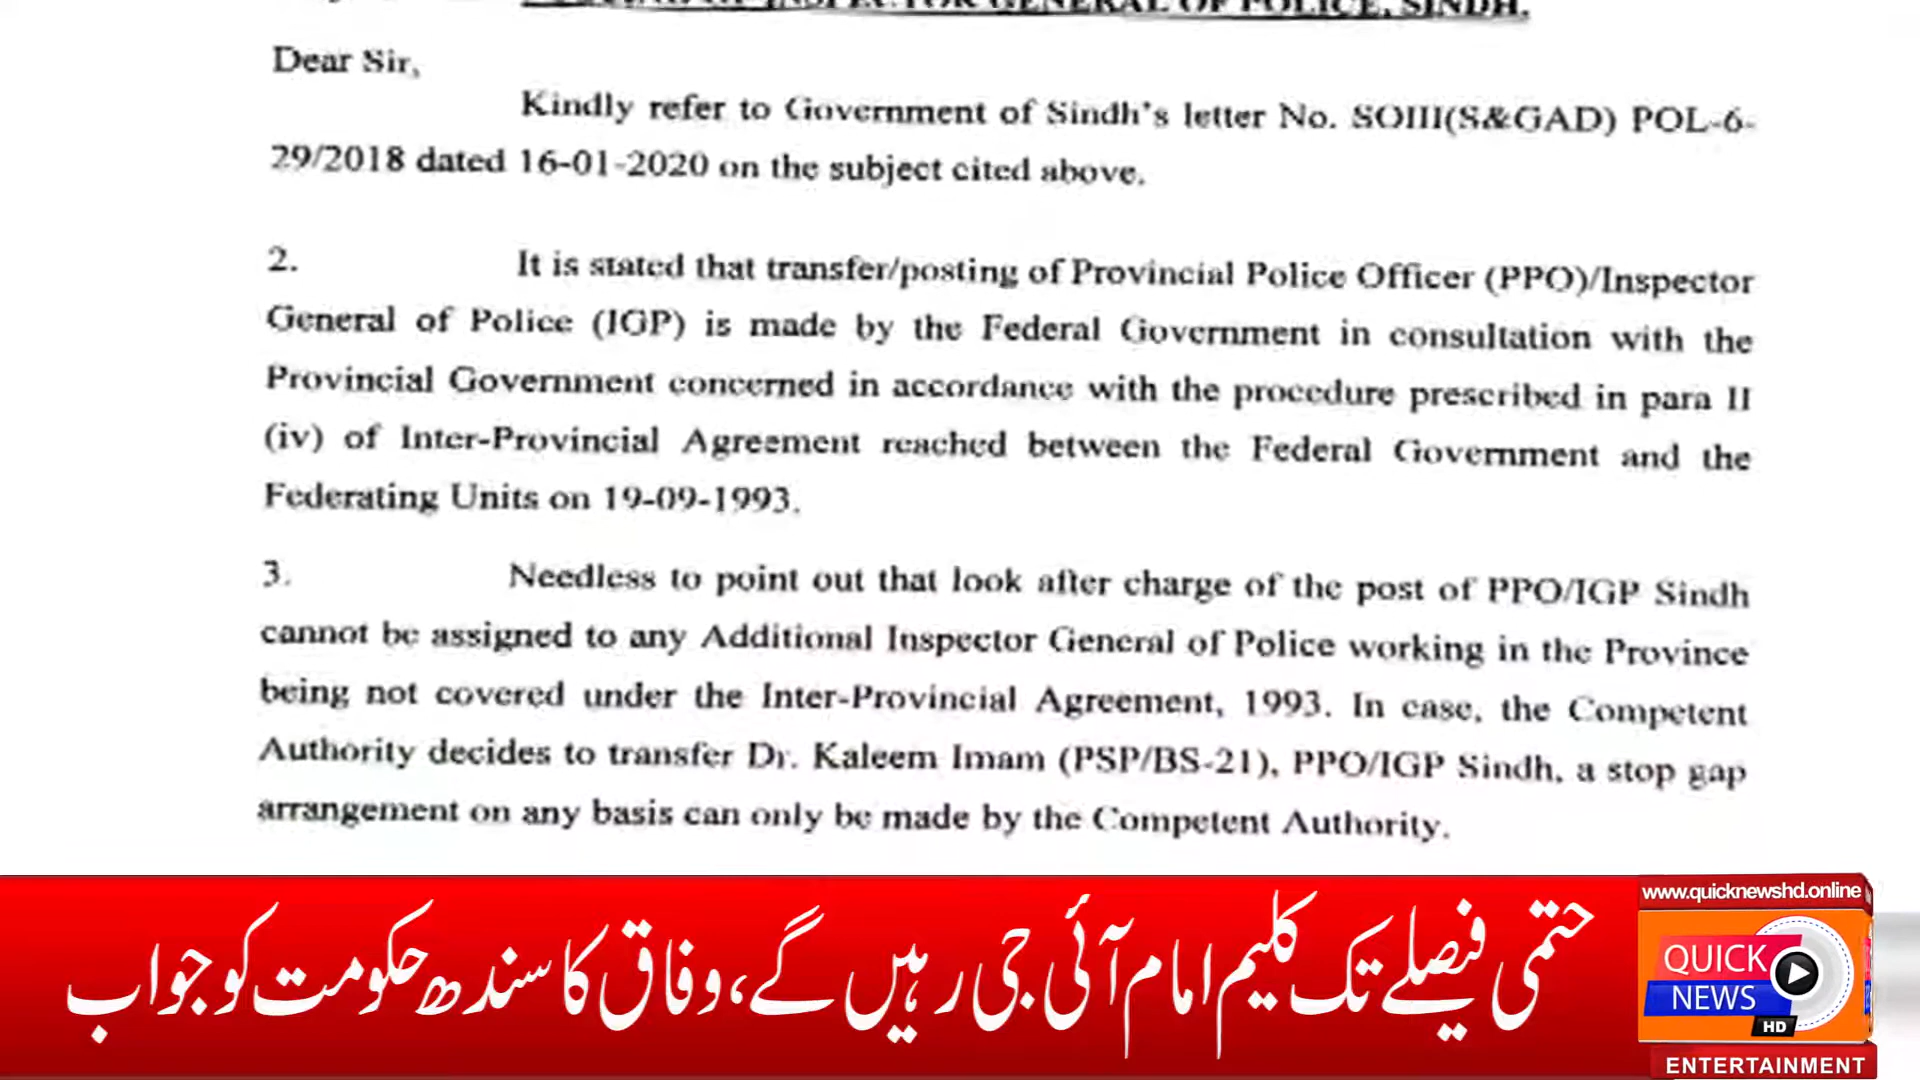 INSPECTOR GENERAL OF POLICE, SINDH.
Dear Sir,
Kindly refer to Government of Sindh's letter No. SOIII(S&GAD) POL-6-
29/2018 dated 16-01-2020 on the subject cited above.
2. It is stated that transfer/posting of Provincial Police Officer (PPO)/Inspector
General of Police (IGP) is made by the Federal Government in consultation with the
Provincial Government concerned in accordance with the procedure prescribed in para II
(iv) of Inter-Provincial Agreement reached between the Federal Government and the
Federating Units on 19-09-1993.
3. Needless to point out that look after charge of the post of PPO/IGP Sindh
cannot be assigned to any Additional Inspector General of Police working in the Province
being not covered under the Inter-Provincial Agreement, 1993. In case, the Competent
Authority decides to transfer Dr. Kaleem Imam (PSP/BS-21), PPO/IGP Sindh, a stop gap
arrangement on any basis can only be made by the Competent Authority.
حتمی فیصلے تک کلیم امام آئی جی رہیں گے، وفاق کا سندھ حکومت کو جواب
www.quicknewshd.online
QUICK
NEWS
HD
ENTERTAINMENT